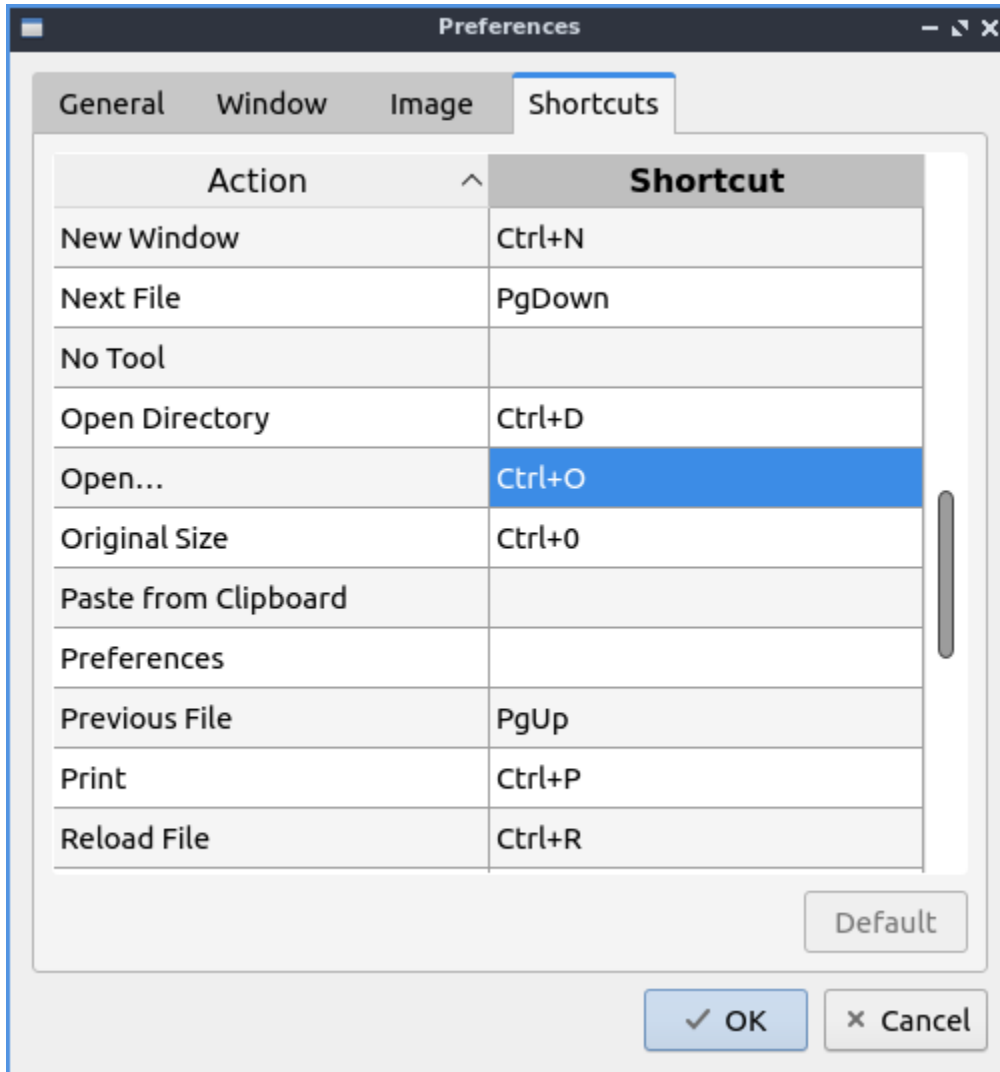 Preferences
General Window Image Shortcuts
Action Shortcut
New Window Ctrl+N
Next File PgDown
No Tool
Open Directory Ctrl+D
Open… Ctrl+O
Original Size Ctrl+0
Paste from Clipboard
Preferences
Previous File PgUp
Print Ctrl+P
Reload File Ctrl+R
Default
OK Cancel